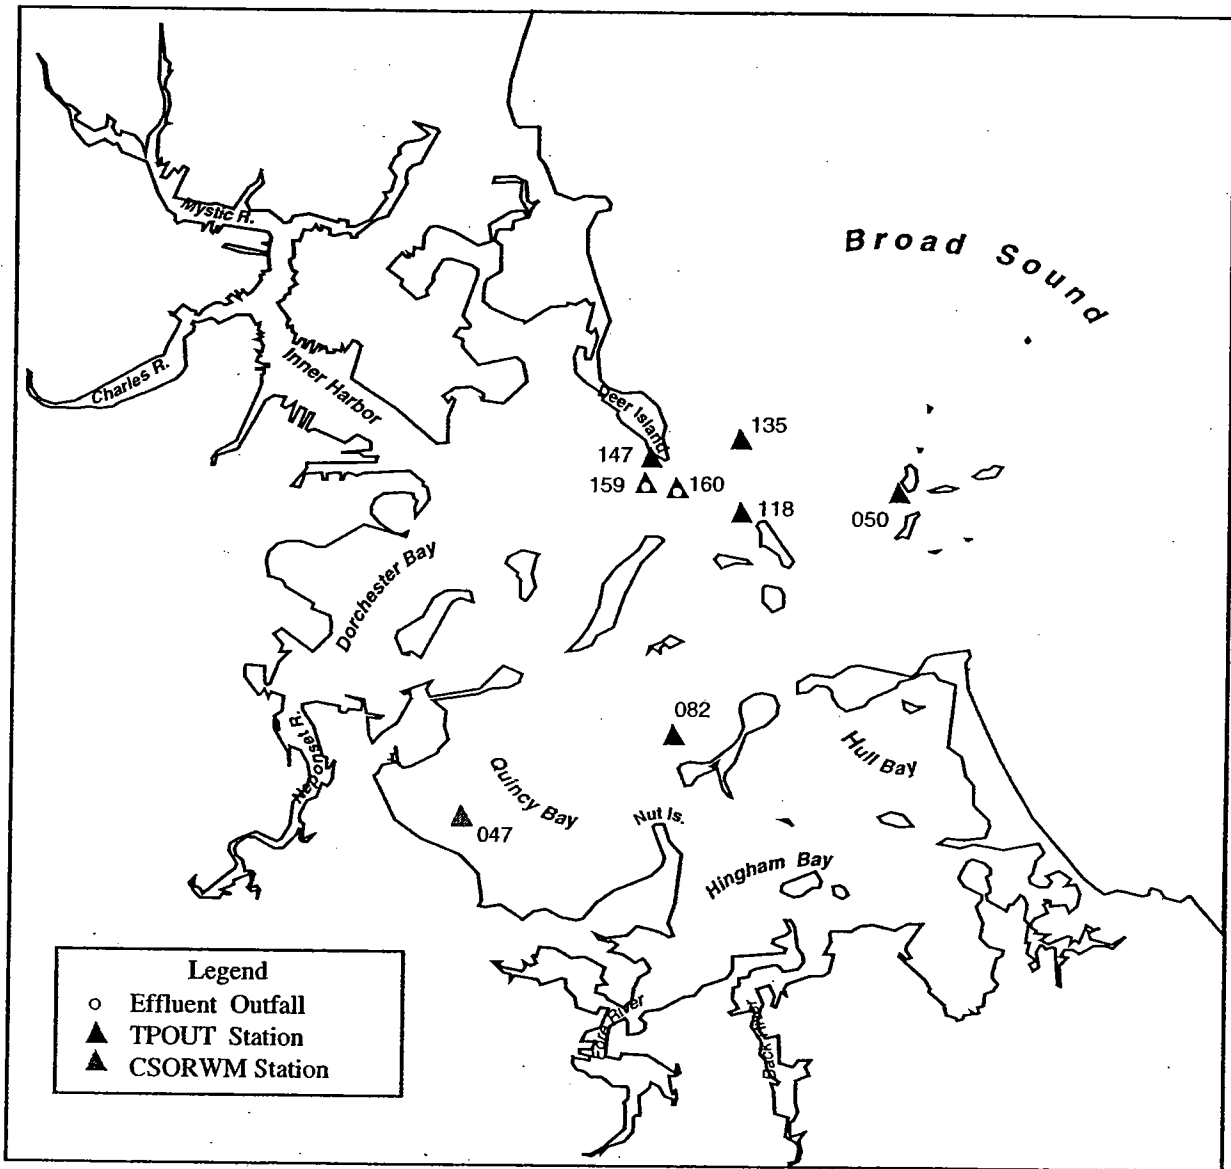 Mystic R.
Broad Sound
Charles R.
Inner Harbor
Deer Island
135
147
159
160
118
050
Dorchester Bay
082
Neponset R.
Hull Bay
Quincy Bay
047
Nut Is.
Hingham Bay
Legend
Effluent Outfall
TPOUT Station
CSORWM Station
River
Back River